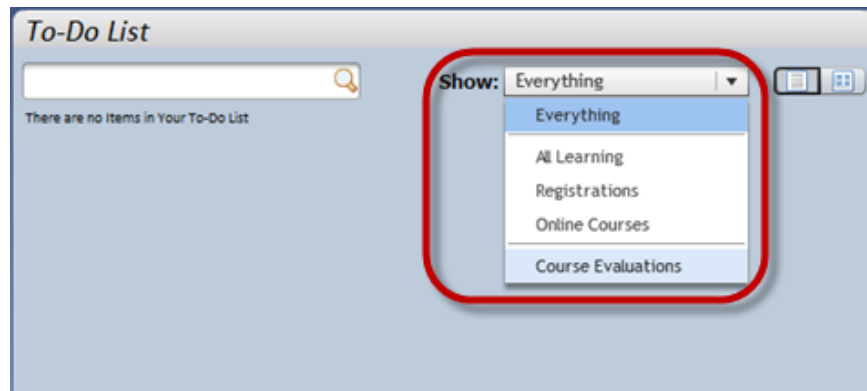 To-Do List
Show: Everything
There are no Items in Your To-Do List
Everything
All Learning
Registrations
Online Courses
Course Evaluations